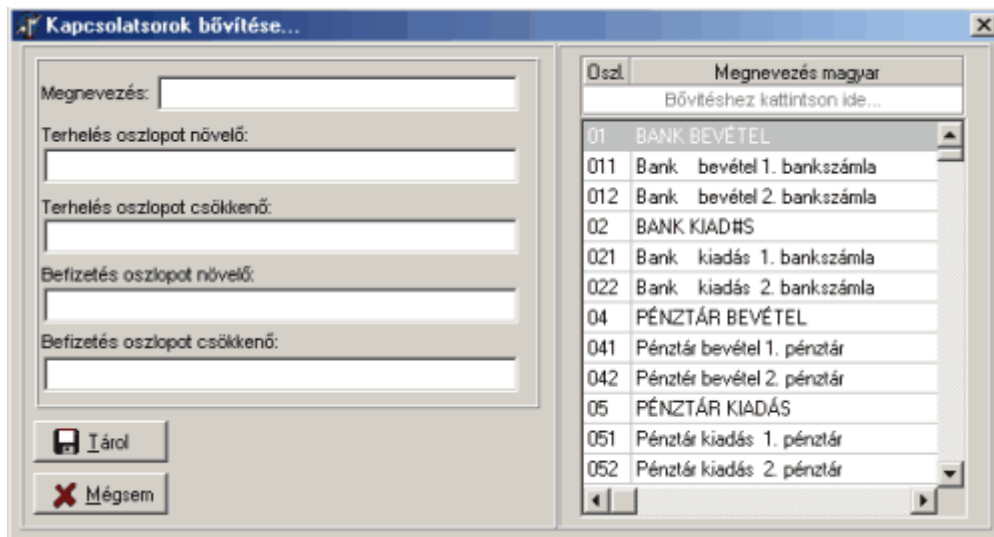 Kapcsolatsorok bővítése...
Megnevezés:
Terhelés oszlopot növelő:
Terhelés oszlopot csökkenő:
Befizetés oszlopot növelő:
Befizetés oszlopot csökkenő:
Tárol
Mégsem
Oszl. Megnevezés magyar
Bővítéshez kattintson ide...
01 BANK BEVÉTEL
011 Bank bevétel 1. bankszámla
012 Bank bevétel 2. bankszámla
02 BANK KIAD#S
021 Bank kiadás 1. bankszámla
022 Bank kiadás 2. bankszámla
04 PÉNZTÁR BEVÉTEL
041 Pénztár bevétel 1. pénztár
042 Pénztér bevétel 2. pénztár
05 PÉNZTÁR KIADÁS
051 Pénztár kiadás 1. pénztár
052 Pénztár kiadás 2. pénztár